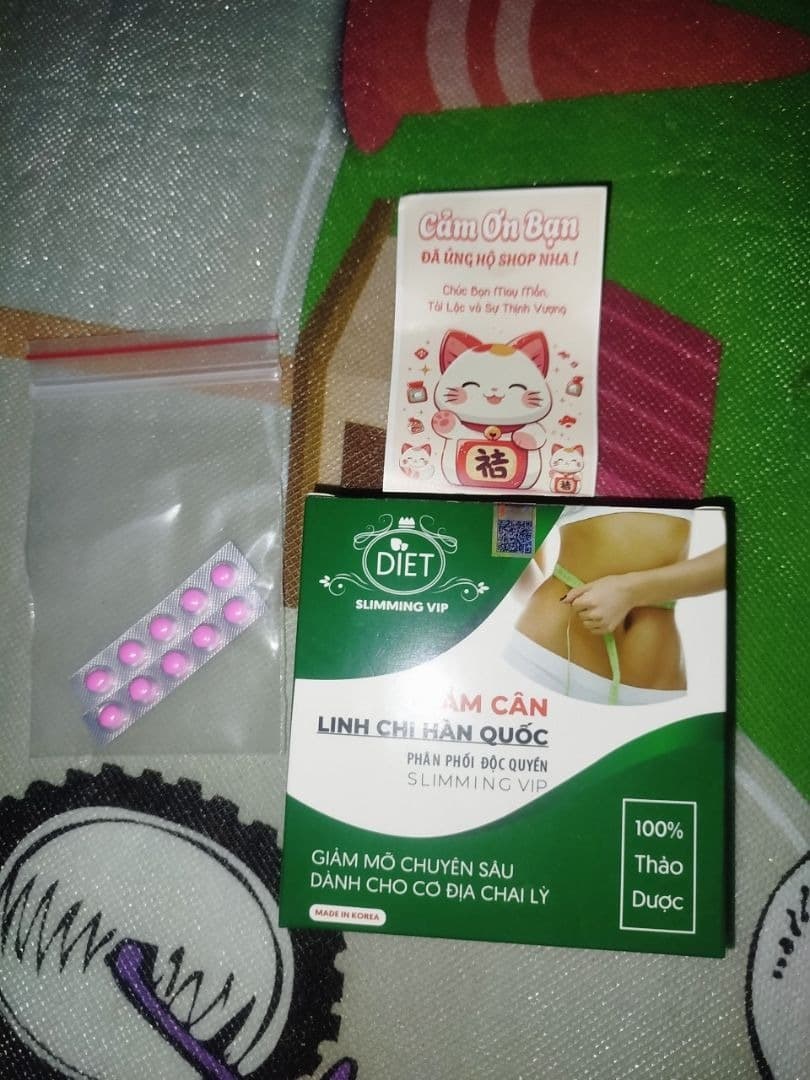 Cảm Ơn Bạn
ĐÃ ỦNG HỘ SHOP NHA !
Chúc Bạn May Mắn,
Tài Lộc và Sự Thịnh Vượng
DIET
SLIMMING VIP
ẢM CÂN
LINH CHI HÀN QUỐC
PHÂN PHỐI ĐỘC QUYỀN
SLIMMING VIP
GIẢM MỠ CHUYÊN SÂU
DÀNH CHO CƠ ĐỊA CHAI LỲ
MADE IN KOREA
100%
Thảo
Dược